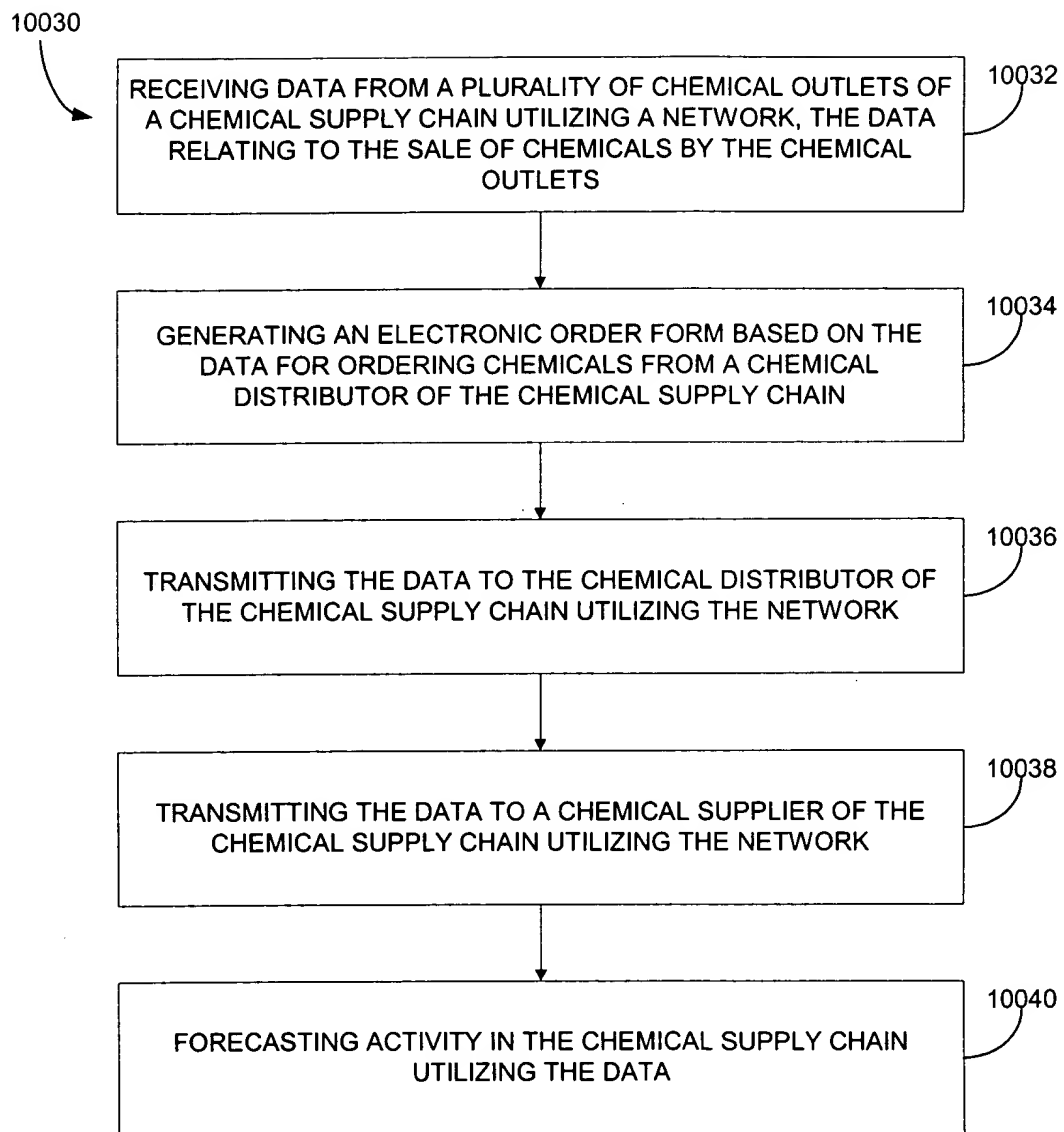 10030
10032
RECEIVING DATA FROM A PLURALITY OF CHEMICAL OUTLETS OF
A CHEMICAL SUPPLY CHAIN UTILIZING A NETWORK, THE DATA
RELATING TO THE SALE OF CHEMICALS BY THE CHEMICAL
OUTLETS
10034
GENERATING AN ELECTRONIC ORDER FORM BASED ON THE
DATA FOR ORDERING CHEMICALS FROM A CHEMICAL
DISTRIBUTOR OF THE CHEMICAL SUPPLY CHAIN
10036
TRANSMITTING THE DATA TO THE CHEMICAL DISTRIBUTOR OF
THE CHEMICAL SUPPLY CHAIN UTILIZING THE NETWORK
10038
TRANSMITTING THE DATA TO A CHEMICAL SUPPLIER OF THE
CHEMICAL SUPPLY CHAIN UTILIZING THE NETWORK
10040
FORECASTING ACTIVITY IN THE CHEMICAL SUPPLY CHAIN
UTILIZING THE DATA